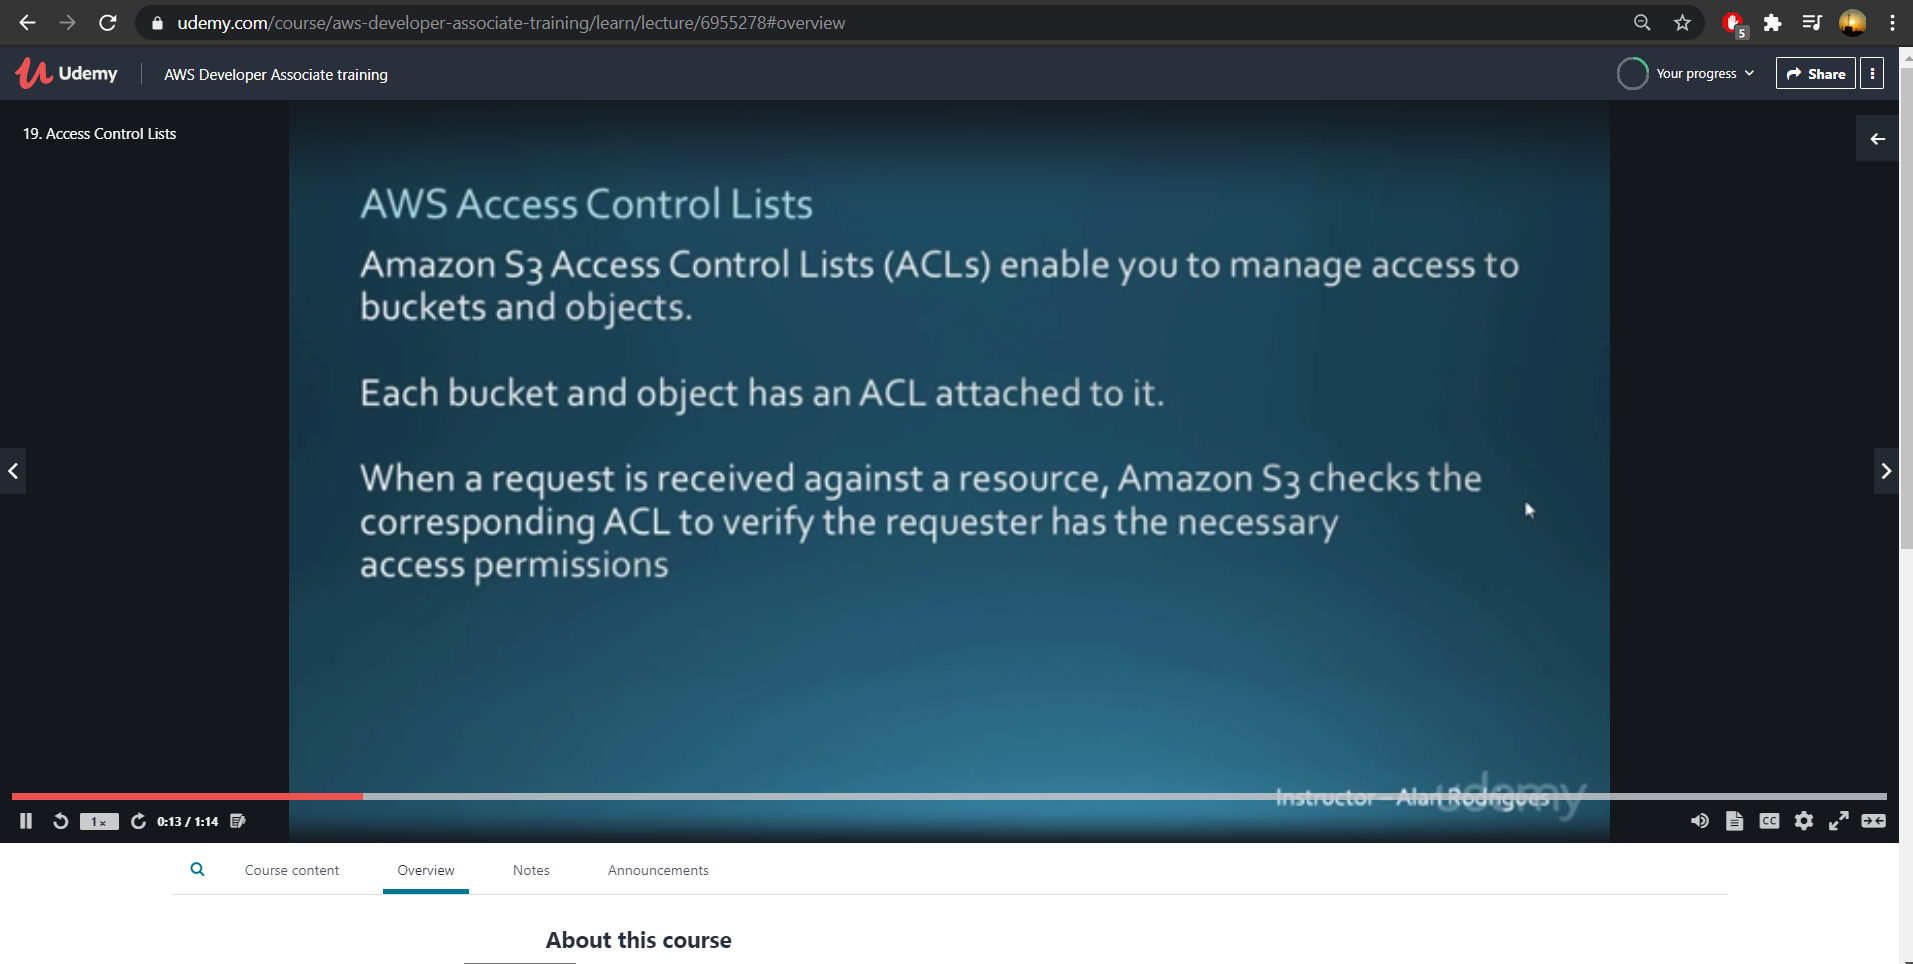 udemy.com/course/aws-developer-associate-training/learn/lecture/6955278#overview
5
Udemy
AWS Developer Associate training
Your progress
Share
19. Access Control Lists
AWS Access Control Lists
Amazon S3 Access Control Lists (ACLs) enable you to manage access to
buckets and objects.
Each bucket and object has an ACL attached to it.
When a request is received against a resource, Amazon S3 checks the
corresponding ACL to verify the requester has the necessary
access permissions
Instructor – Alan Rodrigues
udemy
1x
0:13 / 1:14
CC
Course content
Overview
Notes
Announcements
About this course